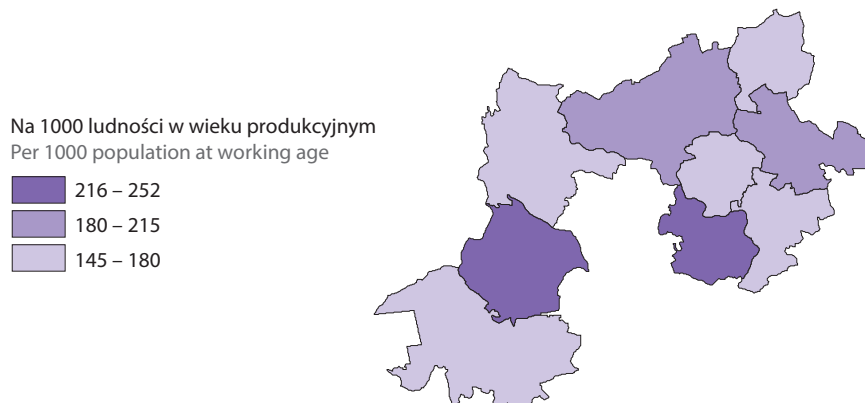 Na 1000 ludności w wieku produkcyjnym
Per 1000 population at working age
216 – 252
180 – 215
145 – 180